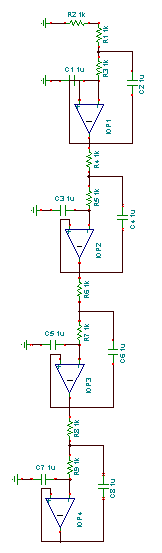 R2 1k
R1 1k
R3 1k
C1 1u
C2 1u
IOP1
R4 1k
R5 1k
C3 1u
C4 1u
IOP2
R6 1k
R7 1k
C5 1u
C6 1u
IOP3
R8 1k
R9 1k
C7 1u
C8 1u
IOP4